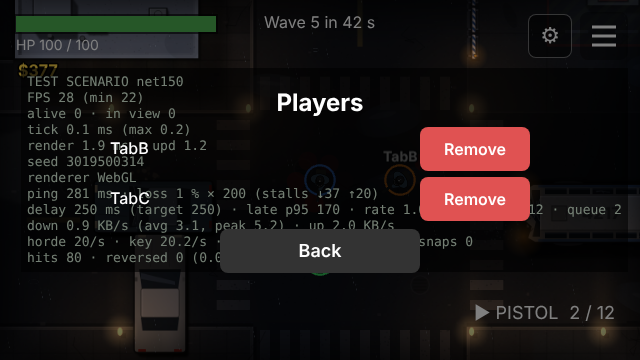 Wave 5 in 42 s
HP 100 / 100
$377
TEST SCENARIO net150
FPS 28 (min 22)
Players
alive 0 · in view 0
tick 0.1 ms (max 0.2)
render 1.9 upd 1.2
TabB
TabB
Remove
seed 3019500314
renderer WebGL
ping 281 loss 1 % × 200 (stalls ↓37 ↑20)
TabC
Remove
delay 250 ms (target 250) · late p95 170 · rate 1. 12 · queue 2
down 0.9 KB/s (avg 3.1, peak 5.2) · up 2.0 KB/s
horde 20/s · key 20.2/s · snaps 0
Back
hits 80 · reversed 0 (0.0
▶ PISTOL 2 / 12